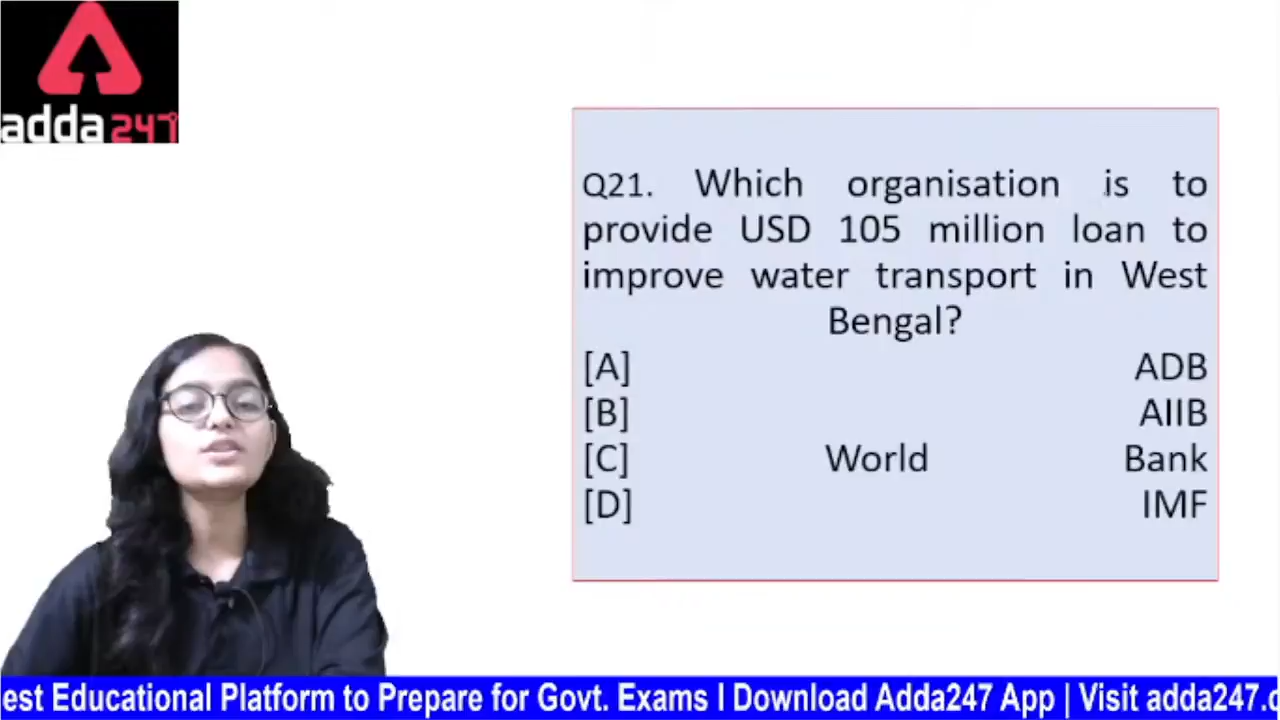 adda247
Q21. Which organisation is to
provide USD 105 million loan to
improve water transport in West
Bengal?
[A] ADB
[B] AIIB
[C] World Bank
[D] IMF
est Educational Platform to Prepare for Govt. Exams I Download Adda247 App | Visit adda247.c